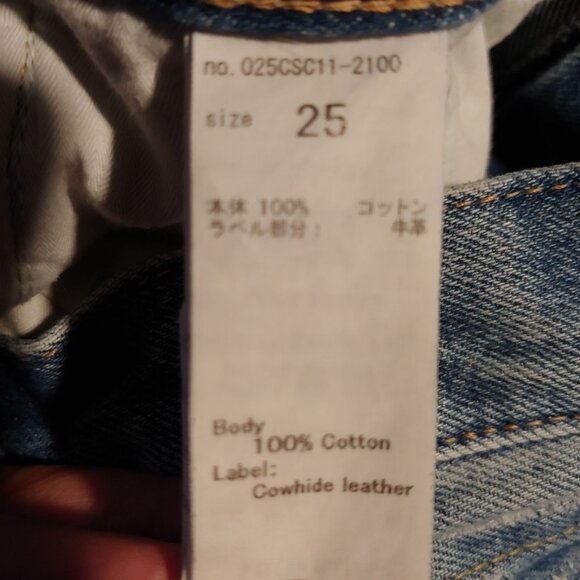 no. 025CSC11-2100
size 25
本体 100% コットン
ラベル部分： 牛革
Body
100% Cotton
Label:
Cowhide leather